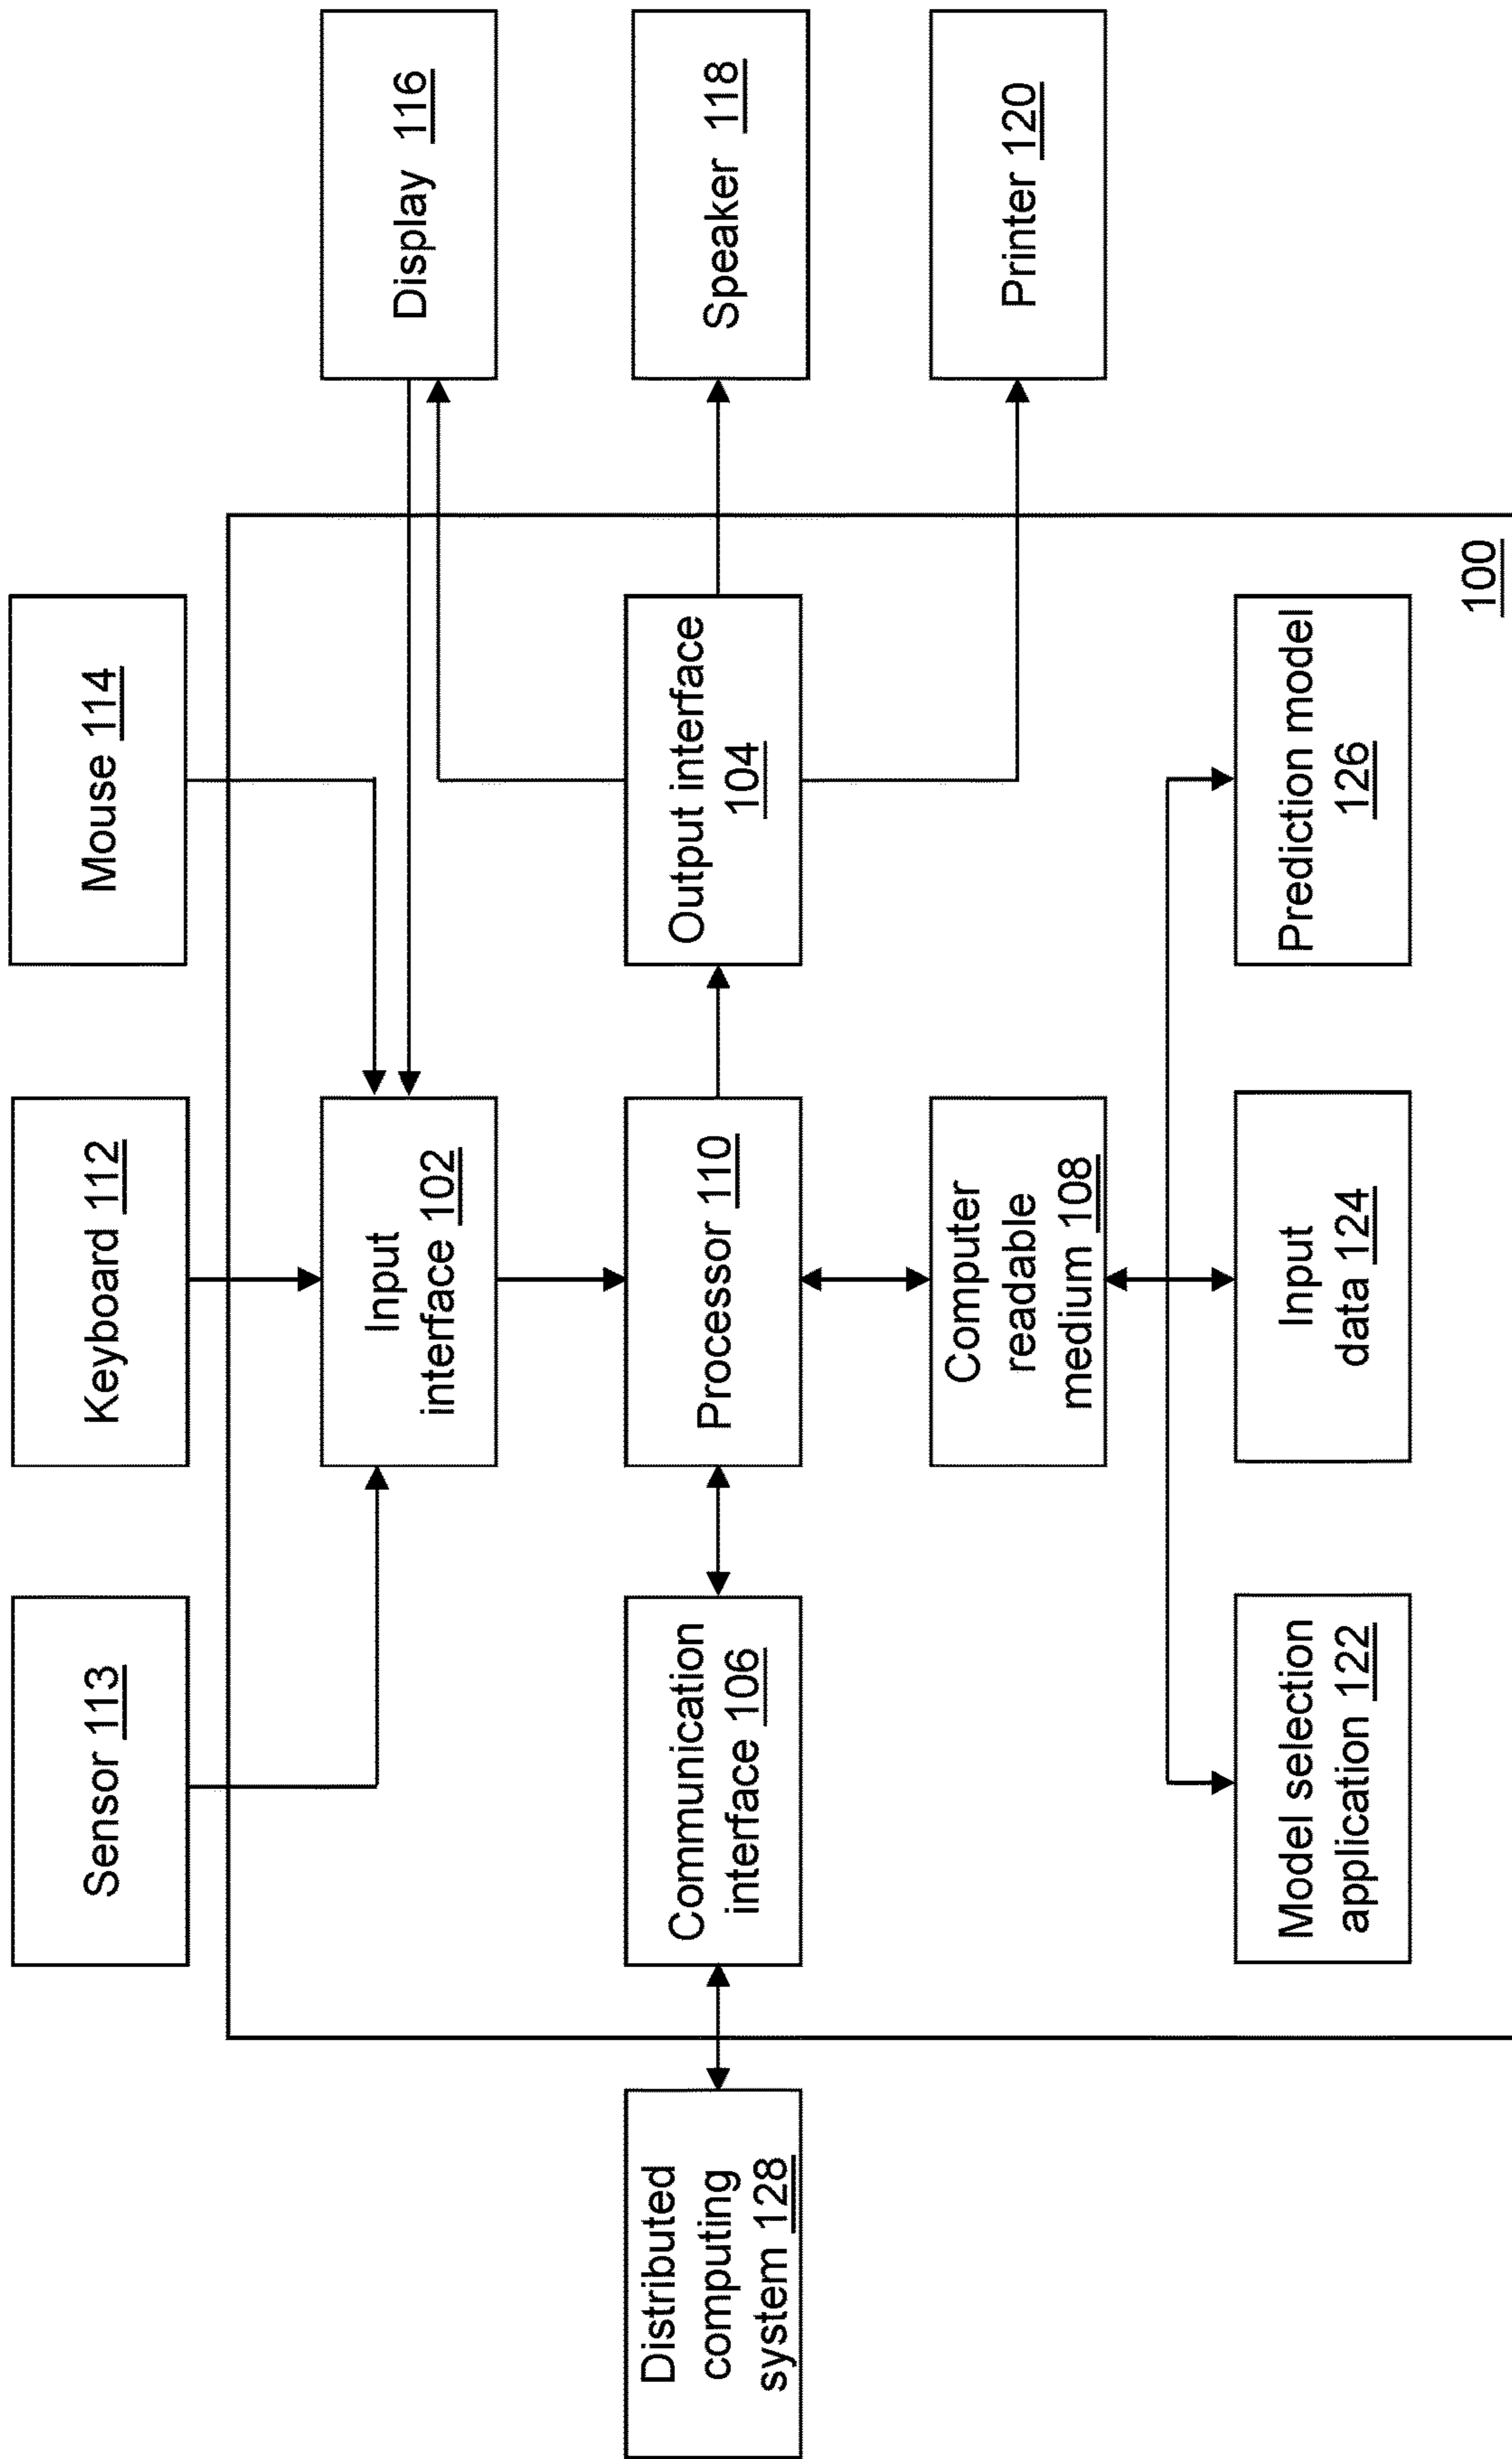 Sensor 113
Keyboard 112
Mouse 114
Input
interface 102
Display 116
Distributed
computing
system 128
Communication
interface 106
Processor 110
Output interface
104
Speaker 118
Computer
readable
medium 108
Printer 120
Model selection
application 122
Input
data 124
Prediction model
126
100